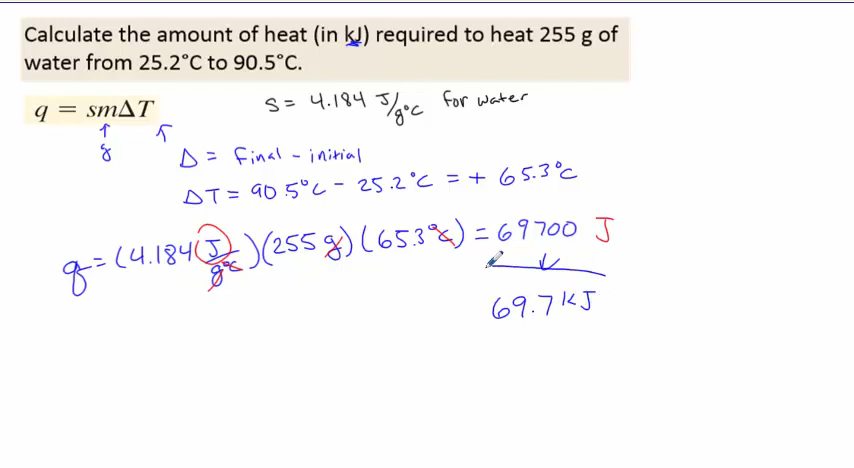 Calculate the amount of heat (in kJ) required to heat 255 g of
water from 25.2°C to 90.5°C.
q = smΔT
s = 4.184 J/g°C for water
g
Δ = Final - initial
ΔT = 90.5°C - 25.2°C = + 65.3°C
q = (4.184 J/g°C)(255 g)(65.3°C) = 69700 J
69.7 kJ